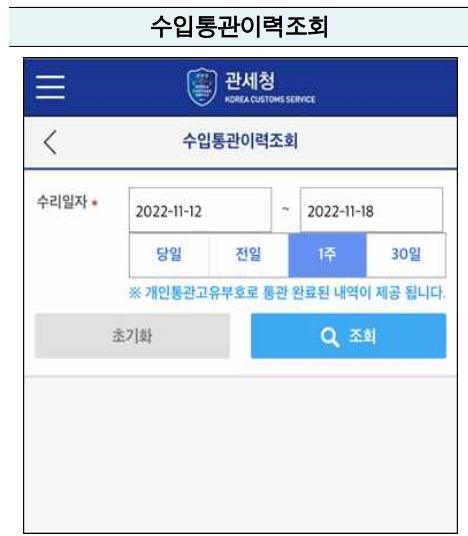 수입통관이력조회
관세청
KOREA CUSTOMS SERVICE
수입통관이력조회
수리일자 •
2022-11-12 ~ 2022-11-18
당일 전일 1주 30일
※ 개인통관고유부호로 통관 완료된 내역이 제공 됩니다.
초기화 조회